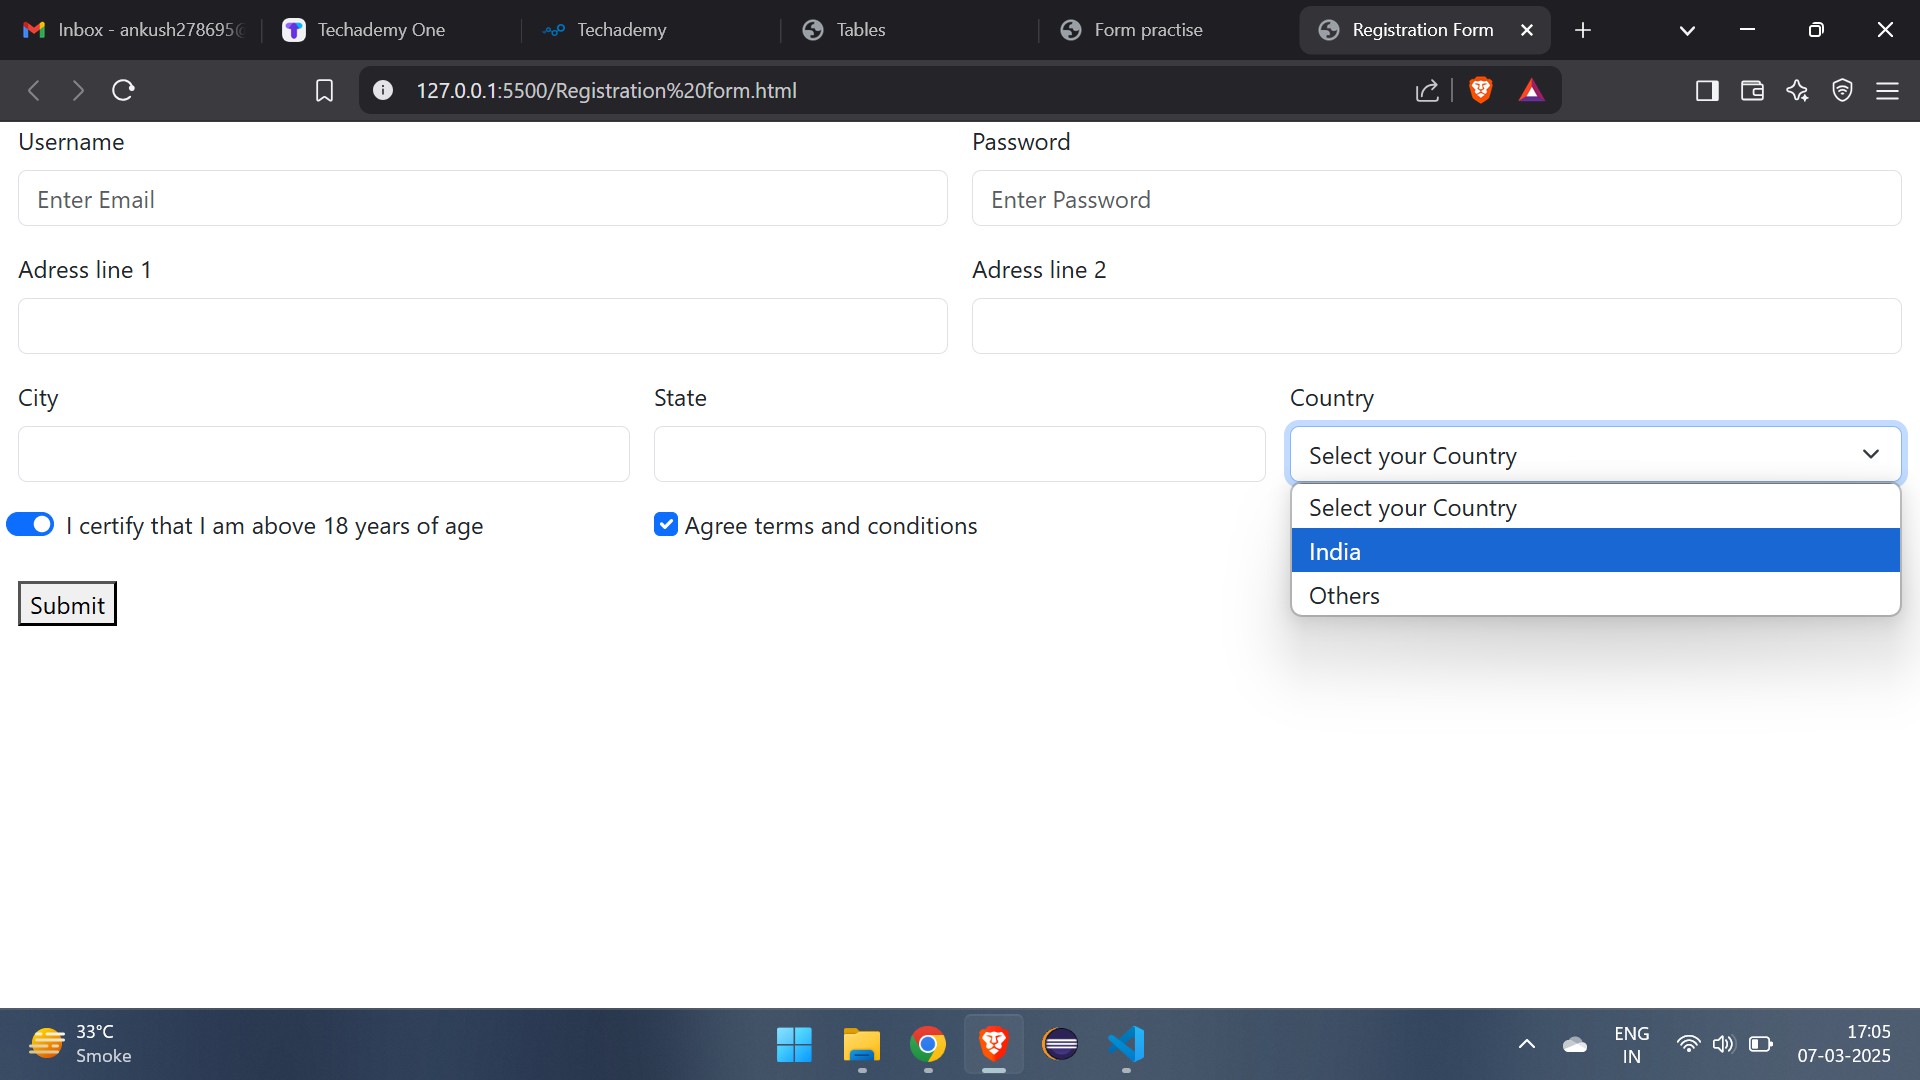 Inbox - ankush278695@
Techademy One
Techademy
Tables
Form practise
Registration Form
127.0.0.1:5500/Registration%20form.html
Username
Password
Enter Email
Enter Password
Adress line 1
Adress line 2
City
State
Country
Select your Country
Select your Country
I certify that I am above 18 years of age
Agree terms and conditions
India
Others
Submit
33°C
Smoke
ENG
IN
17:05
07-03-2025